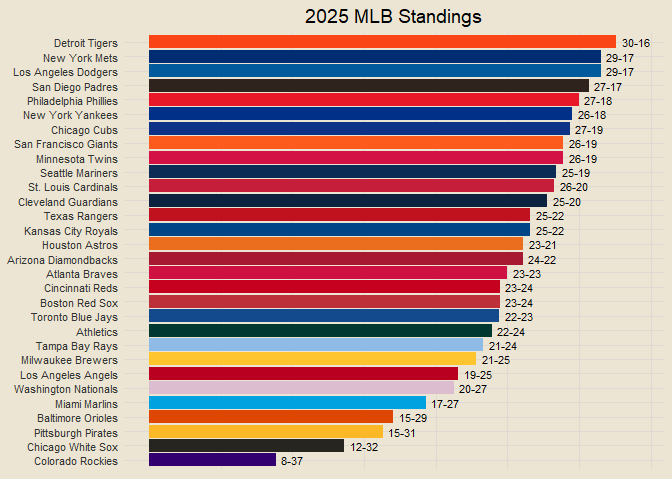 2025 MLB Standings
Detroit Tigers 30-16
New York Mets 29-17
Los Angeles Dodgers 29-17
San Diego Padres 27-17
Philadelphia Phillies 27-18
New York Yankees 26-18
Chicago Cubs 27-19
San Francisco Giants 26-19
Minnesota Twins 26-19
Seattle Mariners 25-19
St. Louis Cardinals 26-20
Cleveland Guardians 25-20
Texas Rangers 25-22
Kansas City Royals 25-22
Houston Astros 23-21
Arizona Diamondbacks 24-22
Atlanta Braves 23-23
Cincinnati Reds 23-24
Boston Red Sox 23-24
Toronto Blue Jays 22-23
Athletics 22-24
Tampa Bay Rays 21-24
Milwaukee Brewers 21-25
Los Angeles Angels 19-25
Washington Nationals 20-27
Miami Marlins 17-27
Baltimore Orioles 15-29
Pittsburgh Pirates 15-31
Chicago White Sox 12-32
Colorado Rockies 8-37